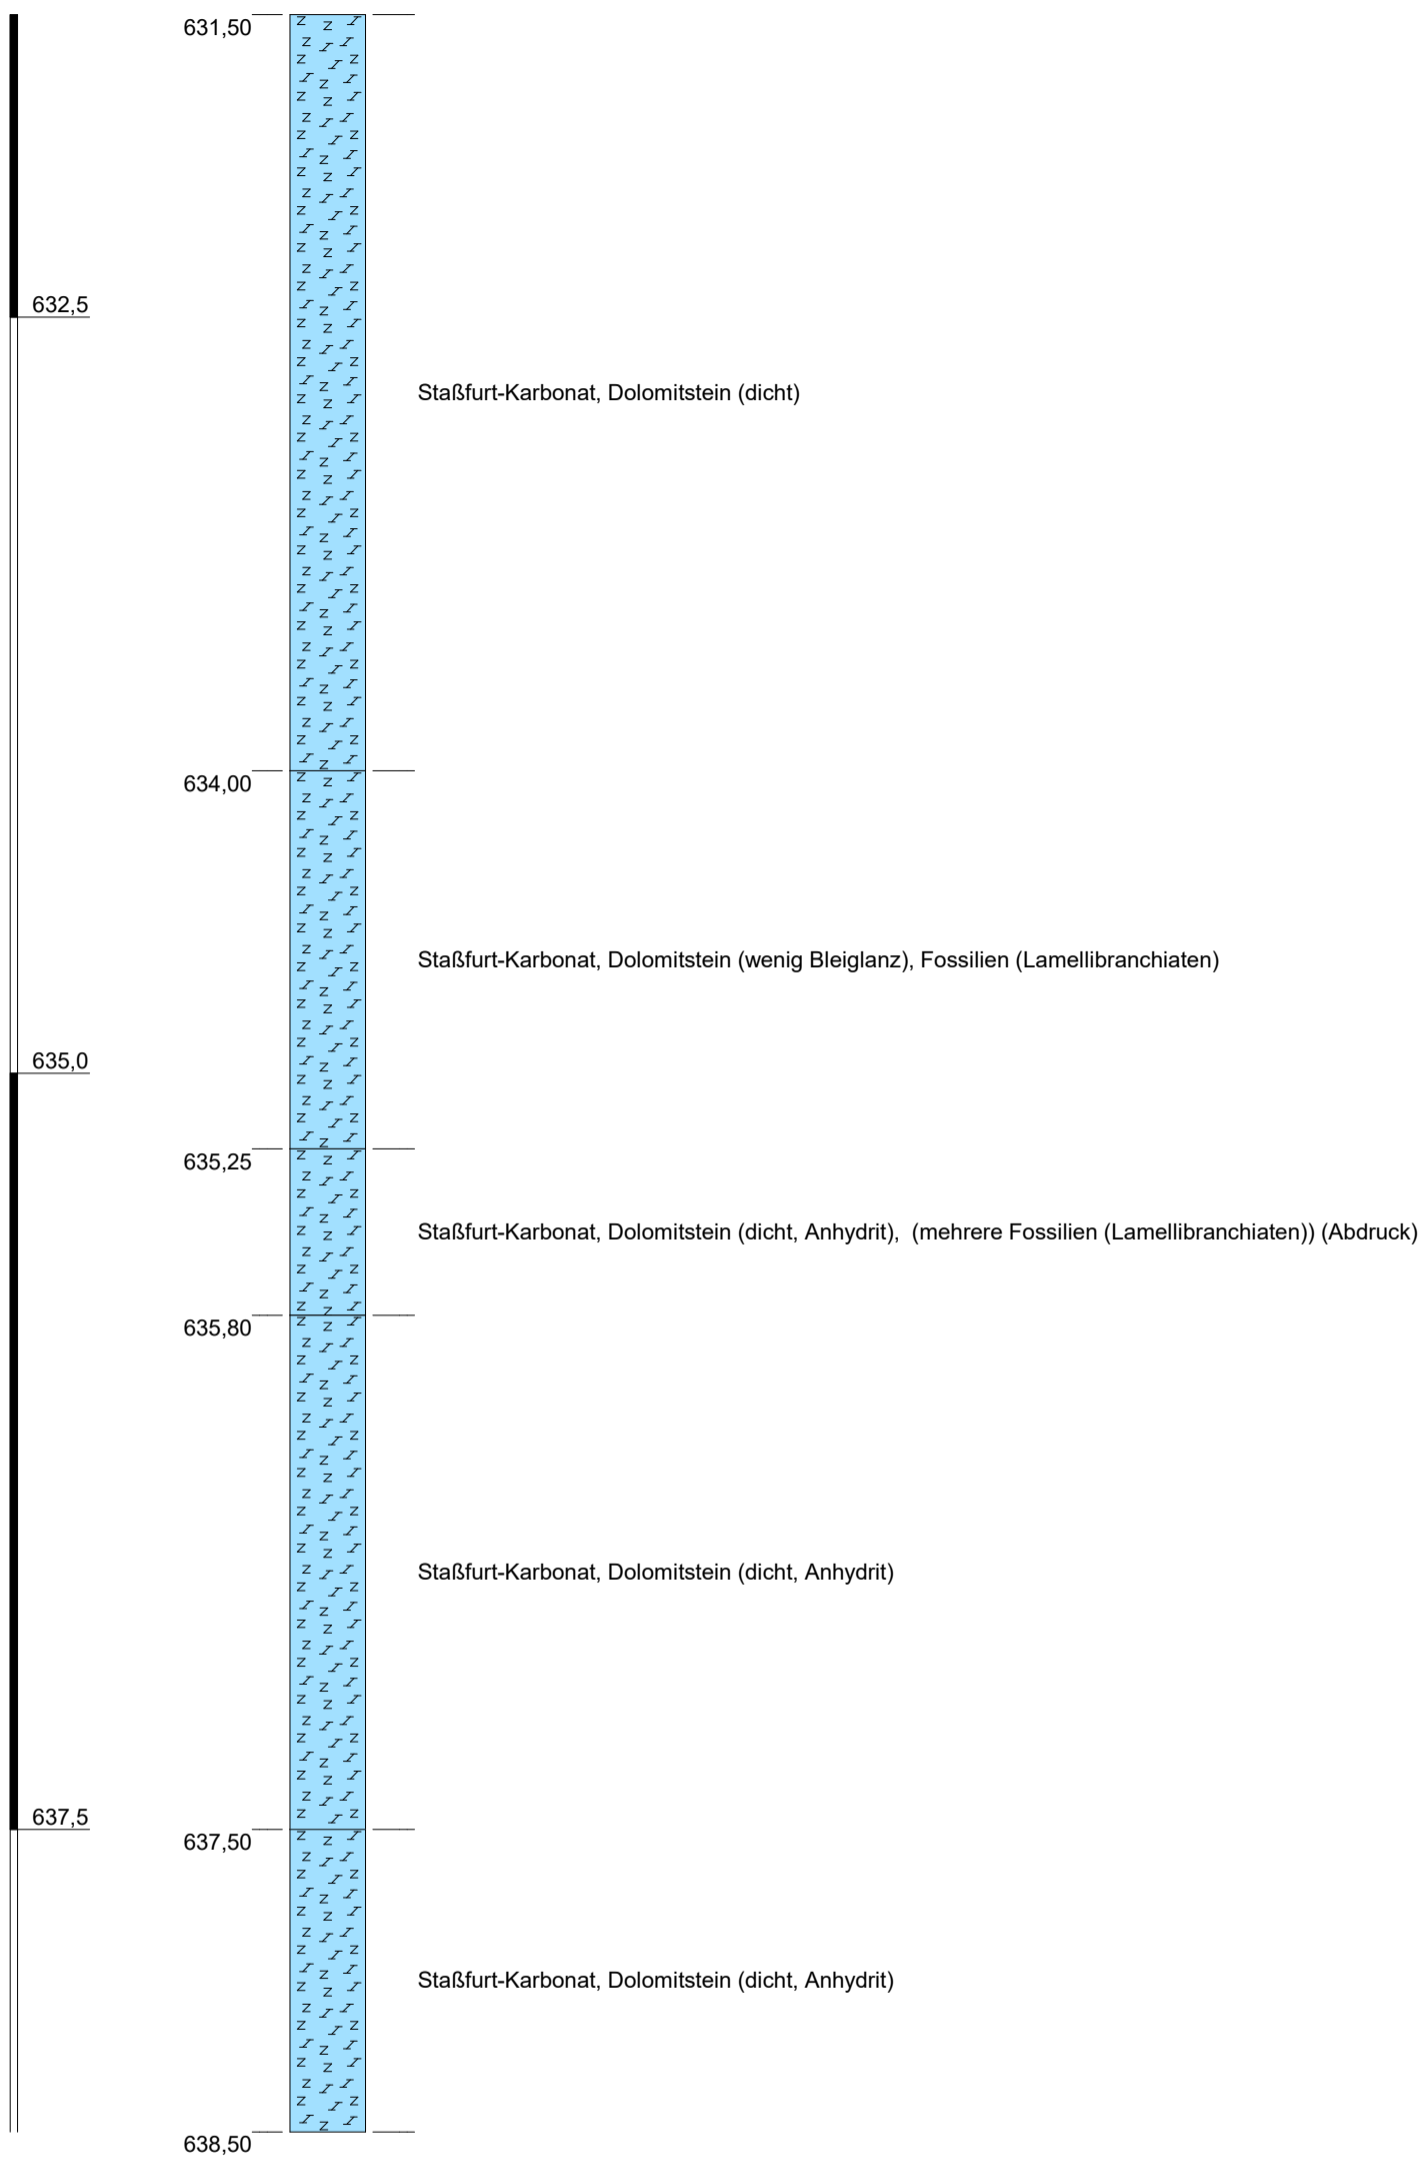 631,50
632,5
Staßfurt-Karbonat, Dolomitstein (dicht)
634,00
Staßfurt-Karbonat, Dolomitstein (wenig Bleiglanz), Fossilien (Lamellibranchiaten)
635,0
635,25
Staßfurt-Karbonat, Dolomitstein (dicht, Anhydrit),  (mehrere Fossilien (Lamellibranchiaten)) (Abdruck)
635,80
Staßfurt-Karbonat, Dolomitstein (dicht, Anhydrit)
637,5
637,50
Staßfurt-Karbonat, Dolomitstein (dicht, Anhydrit)
638,50